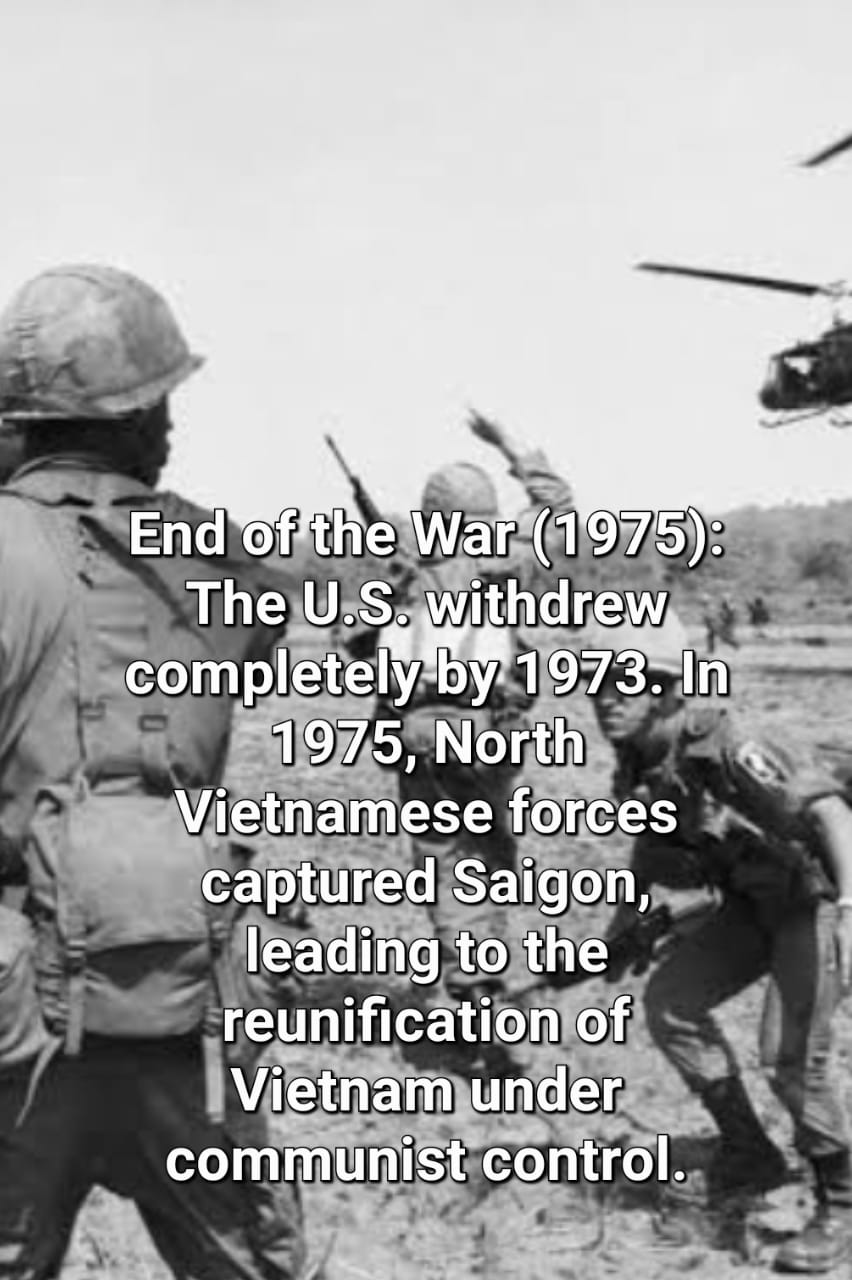 End of the War (1975):
The U.S. withdrew
completely by 1973. In
1975, North
Vietnamese forces
captured Saigon,
leading to the
reunification of
Vietnam under
communist control.